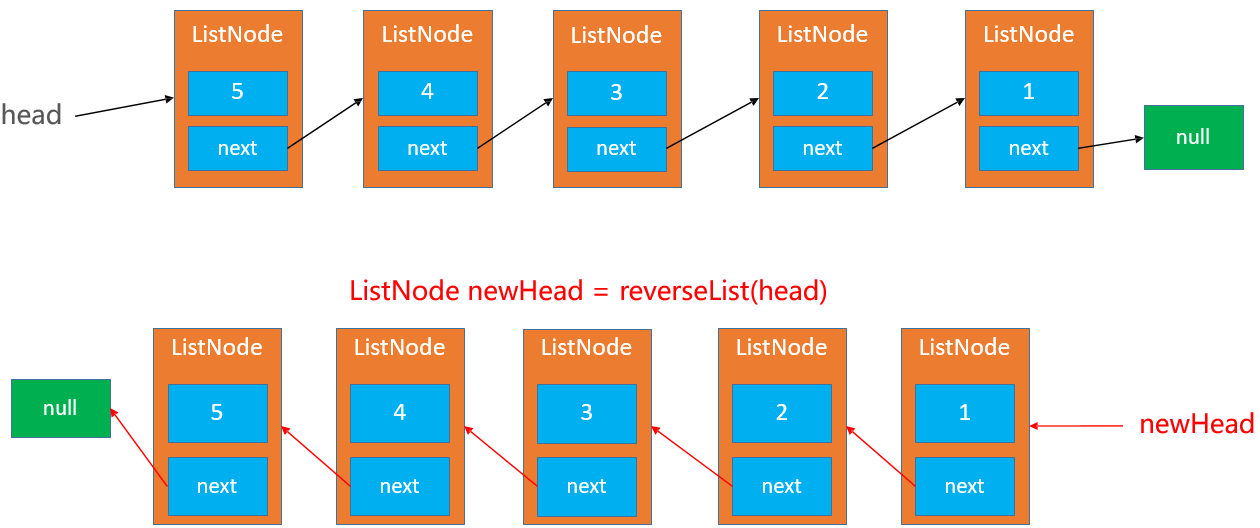 ListNode ListNode ListNode ListNode ListNode
5 4 3 2 1
head
next next next next next null
ListNode newHead = reverseList(head)
ListNode ListNode ListNode ListNode ListNode
null 5 4 3 2 1 newHead
next next next next next